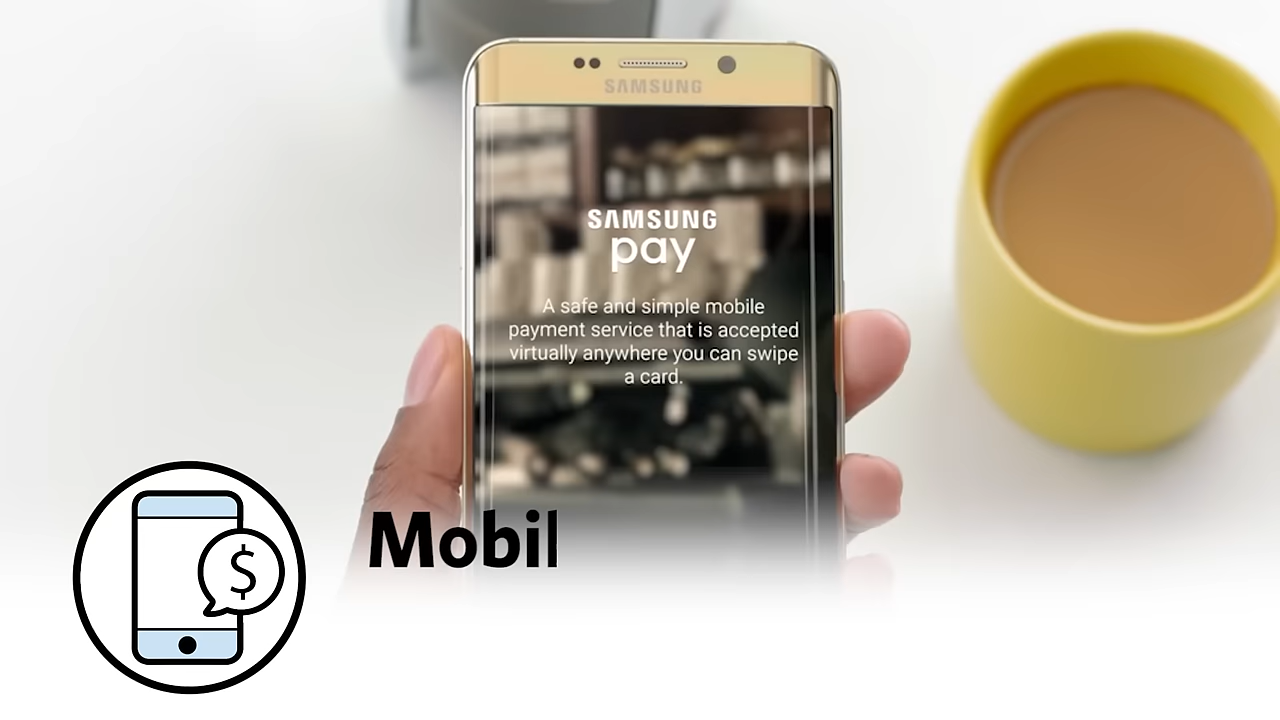 SAMSUNG
SAMSUNG
pay
A safe and simple mobile
payment service that is accepted
virtually anywhere you can swipe
a card.
$
Mobil